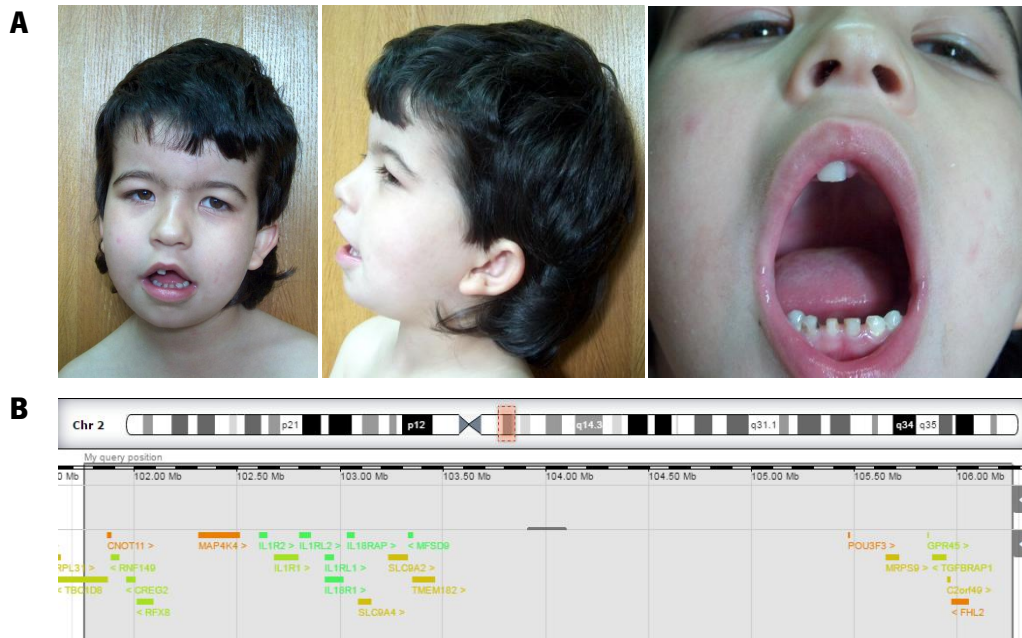 A
B
Chr 2
p21
p12
q14.3
q31.1
q34
q35
My query position
0 Mb
102.00 Mb
102.50 Mb
103.00 Mb
103.50 Mb
104.00 Mb
104.50 Mb
105.00 Mb
105.50 Mb
106.00 Mb
CNOT11 >
MAP4K4 >
IL1R2 >
IL1RL2 >
IL18RAP >
< MFSD9
POU3F3 >
GPR45 >
RPL31 >
< RNF149
IL1R1 >
IL1RL1 >
SLC9A2 >
MRPS9 >
< TGFBRAP1
< TBC1D8
< CREG2
IL18R1 >
TMEM182 >
C2orf49 >
< RFX8
< SLC9A4 >
< FHL2